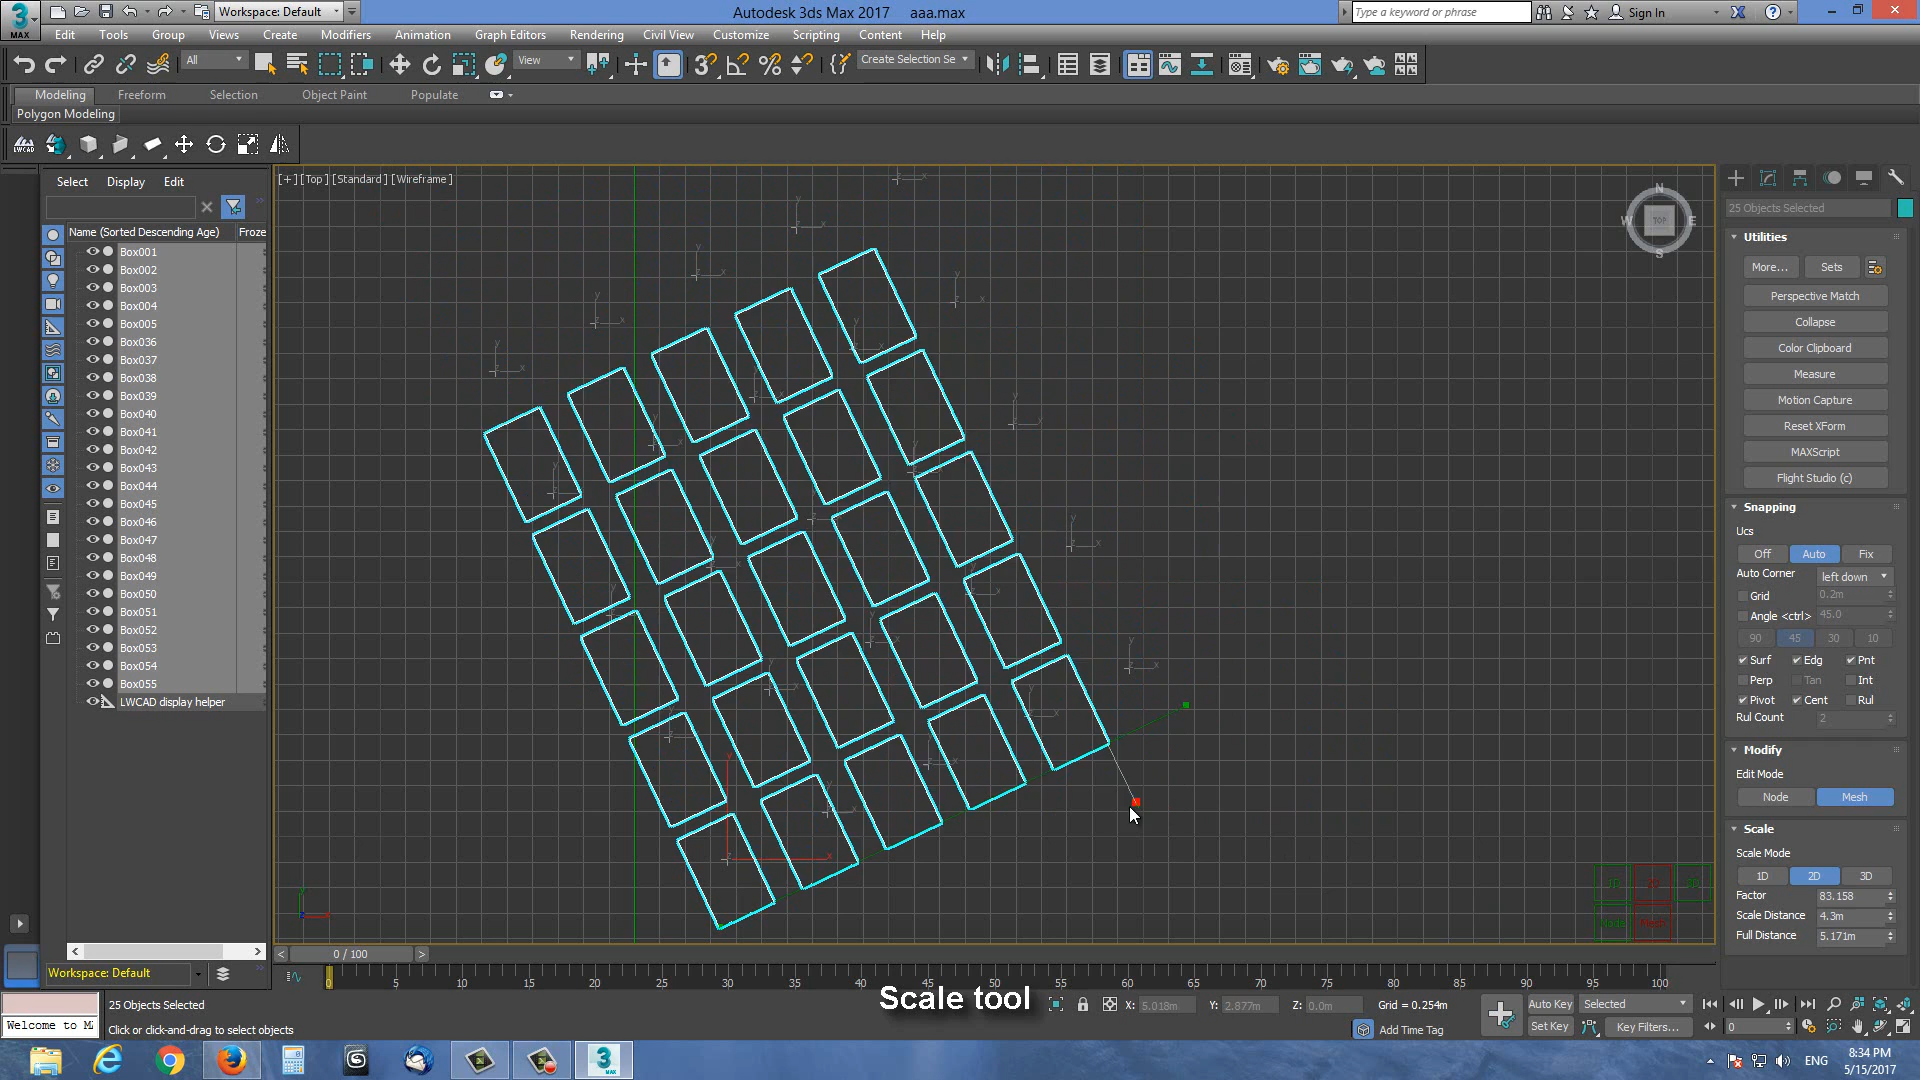 Workspace: Default
Autodesk 3ds Max 2017 aaa.max
Type a keyword or phrase
Sign In
MAX
Edit Tools Group Views Create Modifiers Animation Graph Editors Rendering Civil View Customize Scripting Content Help
All
View
Create Selection Se
Modeling Freeform Selection Object Paint Populate
Polygon Modeling
LWCAD
Select Display Edit
Name (Sorted Descending Age) Froze
Box001
Box002
Box003
Box004
Box005
Box036
Box037
Box038
Box039
Box040
Box041
Box042
Box043
Box044
Box045
Box046
Box047
Box048
Box049
Box050
Box051
Box052
Box053
Box054
Box055
LWCAD display helper
[+][Top][Standard][Wireframe]
N
W TOP E
S
25 Objects Selected
Utilities
More... Sets
Perspective Match
Collapse
Color Clipboard
Measure
Motion Capture
Reset XForm
MAXScript
Flight Studio (c)
Snapping
Ucs
Off Auto Fix
Auto Corner left down
Grid 0.2m
Angle <ctrl> 45.0
90 45 30 10
Surf Edg Pnt
Perp Tan Int
Pivot Cent Rul
Rul Count 2
Modify
Edit Mode
Node Mesh
Scale
Scale Mode
1D 2D 3D
Factor 83.158
Scale Distance 4.3m
Full Distance 5.171m
0 / 100
0 5 10 15 20 25 30 35 40 45 50 55 60 65 70 75 80 85 90 95 100
Workspace: Default
25 Objects Selected
Welcome to M
Click or click-and-drag to select objects
Scale tool
X: 5.018m Y: 2.877m Z: 0.0m Grid = 0.254m
Add Time Tag
Auto Key Selected
Set Key Key Filters...
0
ENG
8:34 PM
5/15/2017